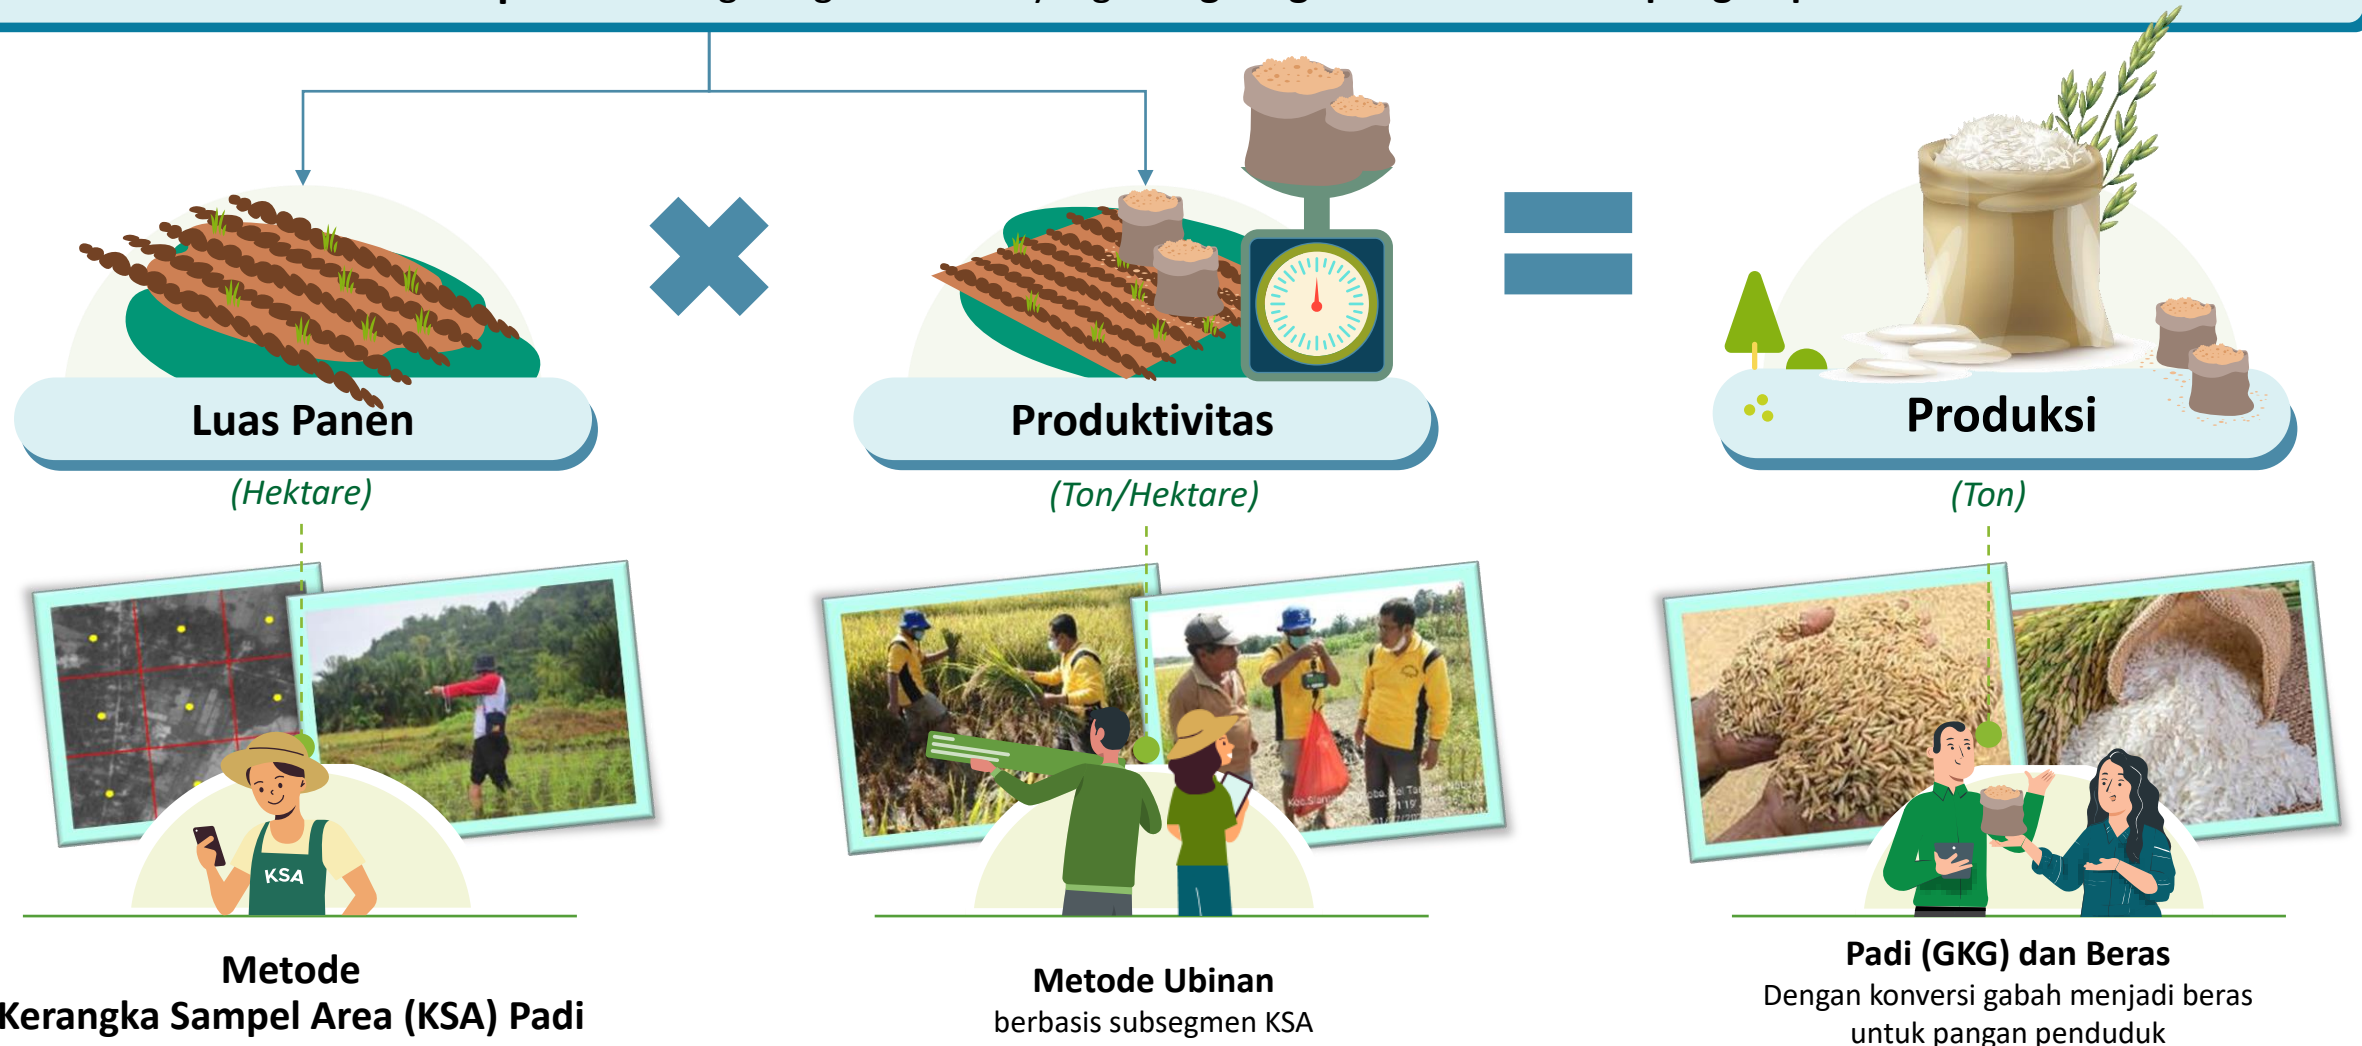 Luas Panen
Produktivitas
Produksi
(Hektare)
(Ton/Hektare)
(Ton)
KSA
Metode
Kerangka Sampel Area (KSA) Padi
Metode Ubinan
berbasis subsegmen KSA
Padi (GKG) dan Beras
Dengan konversi gabah menjadi beras
untuk pangan penduduk